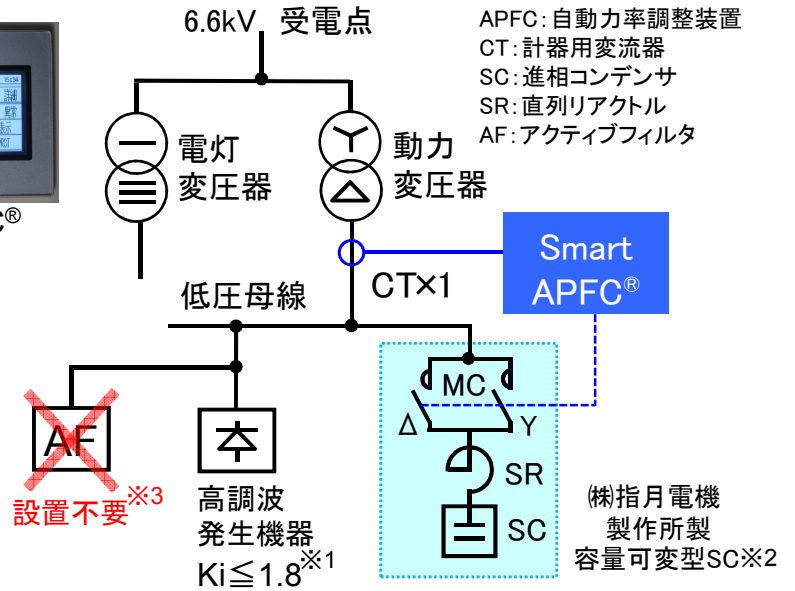 6.6kV 受電点
APFC:自動力率調整装置
CT:計器用変流器
SC:進相コンデンサ
SR:直列リアクトル
AF:アクティブフィルタ
詳細
C®
電灯
変圧器
動力
変圧器
Smart
APFC®
CT×1
低圧母線
MC
Δ
Y
AF
設置不要※3
高調波
発生機器
Ki≦1.8※1
SR
SC
㈱指月電機
製作所製
容量可変型SC※2